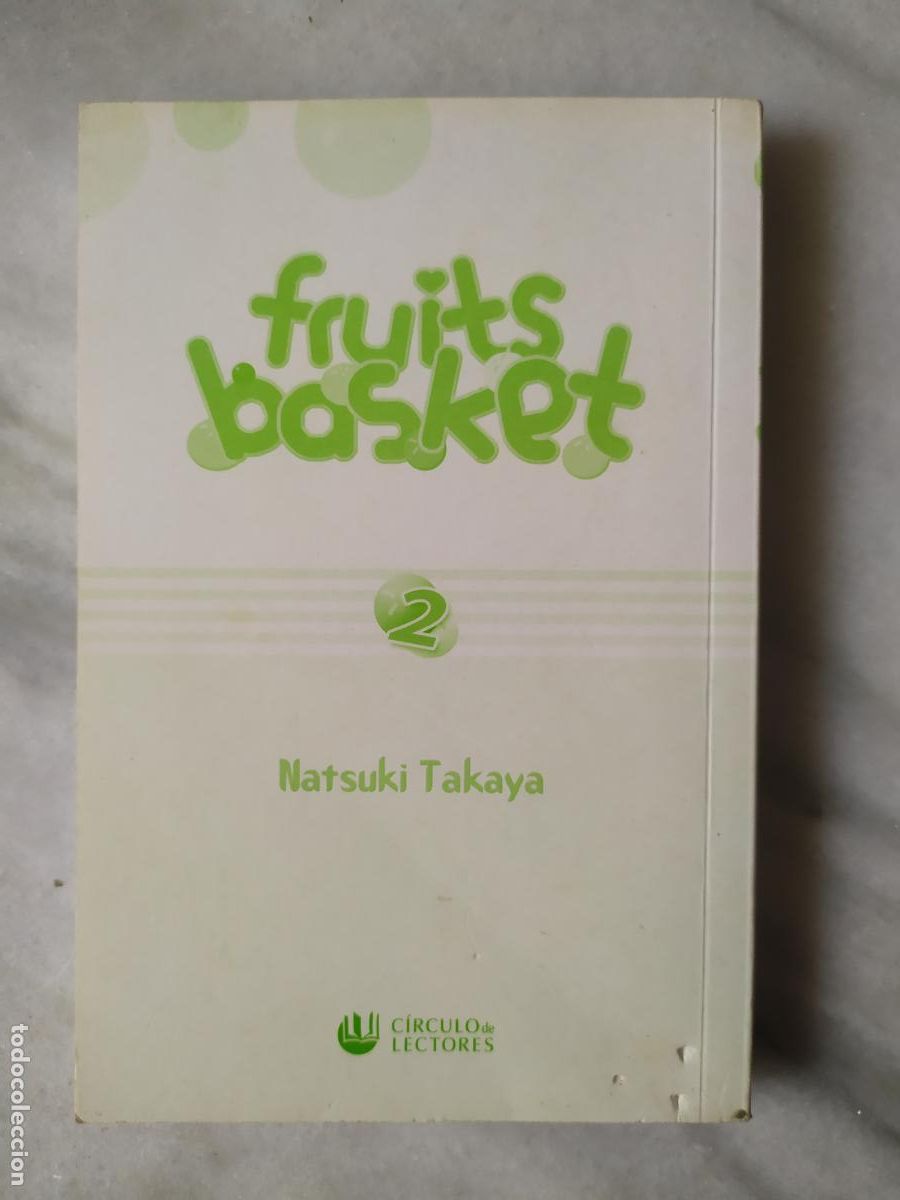 fruits
basket
2
Natsuki Takaya
CÍRCULO de
LECTORES
todocoleccion